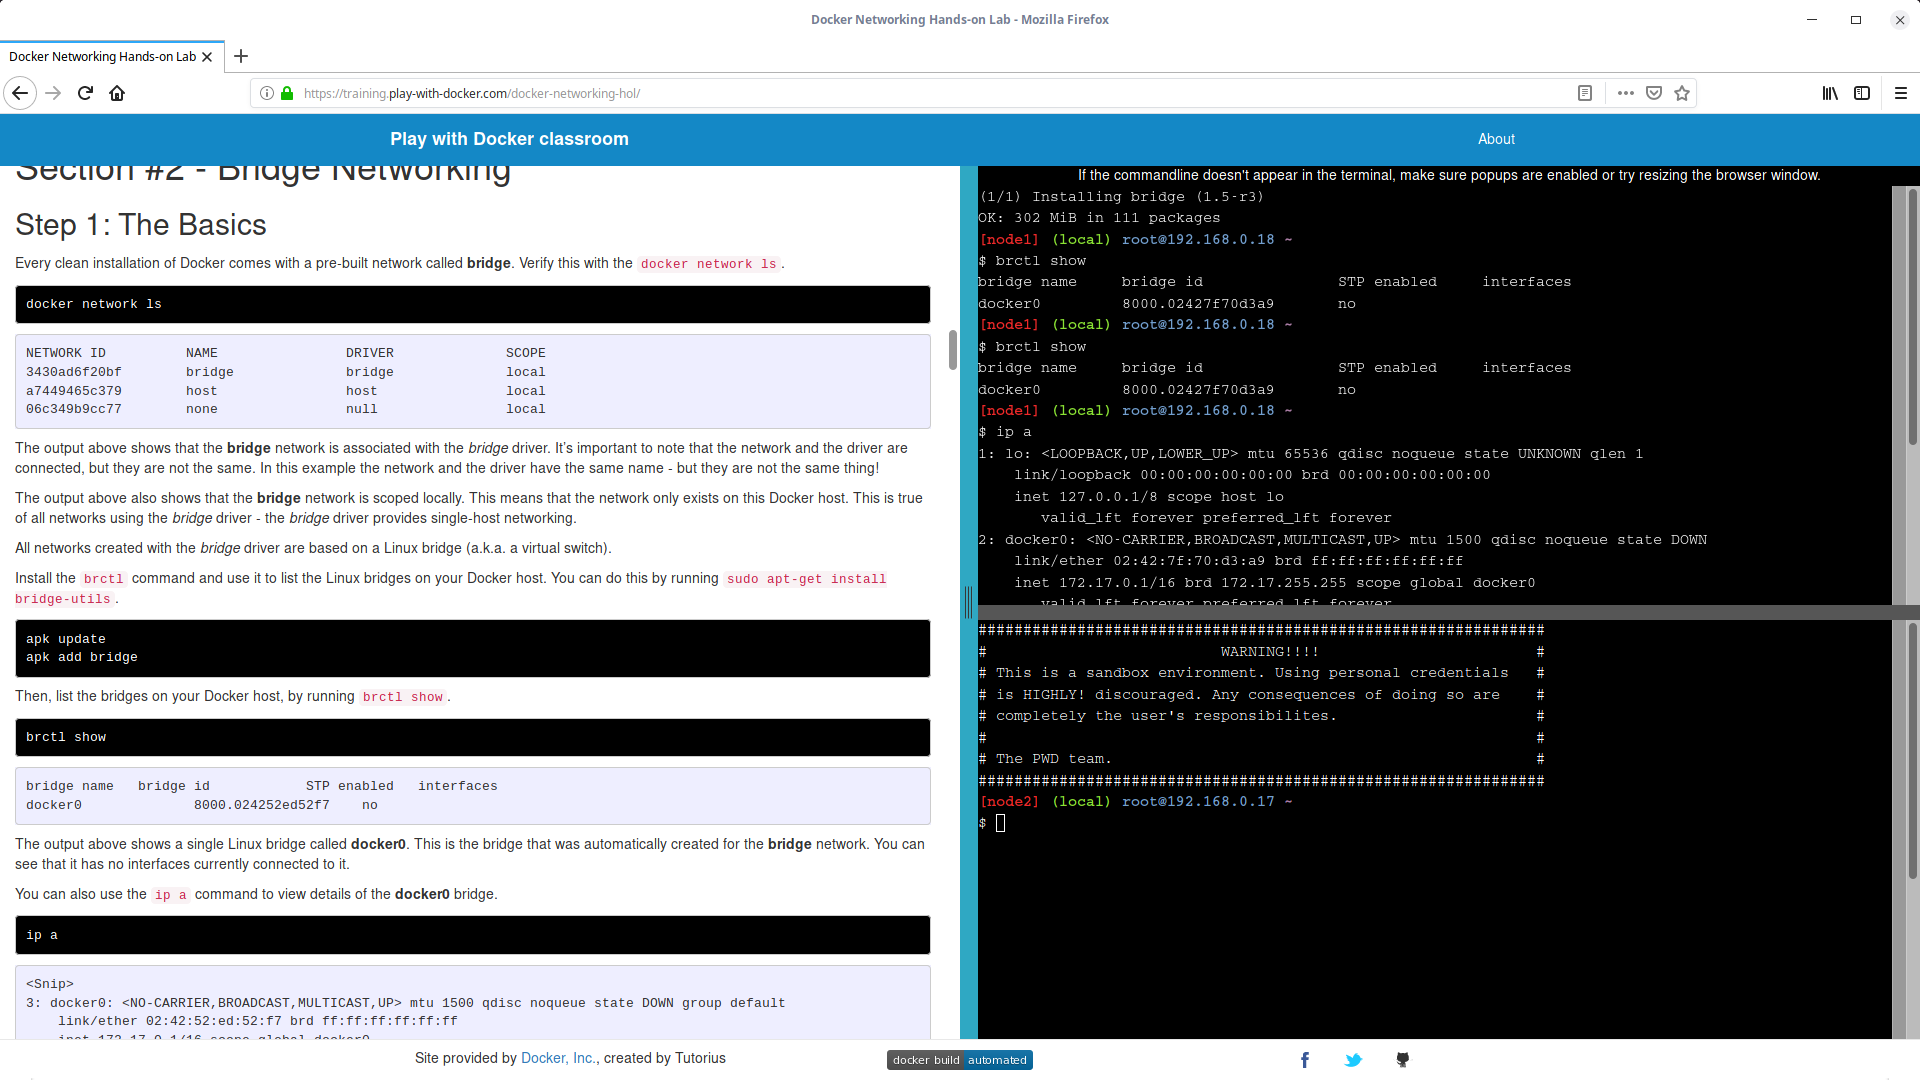 Docker Networking Hands-on Lab - Mozilla Firefox
Docker Networking Hands-on Lab
https://training.play-with-docker.com/docker-networking-hol/
Play with Docker classroom
About
Section #2 - Bridge Networking
Step 1: The Basics
Every clean installation of Docker comes with a pre-built network called bridge. Verify this with the docker network ls.
docker network ls
NETWORK ID NAME DRIVER SCOPE
3430ad6f20bf bridge bridge local
a7449465c379 host host local
06c349b9cc77 none null local
The output above shows that the bridge network is associated with the bridge driver. It's important to note that the network and the driver are
connected, but they are not the same. In this example the network and the driver have the same name - but they are not the same thing!
The output above also shows that the bridge network is scoped locally. This means that the network only exists on this Docker host. This is true
of all networks using the bridge driver - the bridge driver provides single-host networking.
All networks created with the bridge driver are based on a Linux bridge (a.k.a. a virtual switch).
Install the brctl command and use it to list the Linux bridges on your Docker host. You can do this by running sudo apt-get install
bridge-utils.
apk update
apk add bridge
Then, list the bridges on your Docker host, by running brctl show.
brctl show
bridge name bridge id STP enabled interfaces
docker0 8000.024252ed52f7 no
The output above shows a single Linux bridge called docker0. This is the bridge that was automatically created for the bridge network. You can
see that it has no interfaces currently connected to it.
You can also use the ip a command to view details of the docker0 bridge.
ip a
<Snip>
3: docker0: <NO-CARRIER,BROADCAST,MULTICAST,UP> mtu 1500 qdisc noqueue state DOWN group default
link/ether 02:42:52:ed:52:f7 brd ff:ff:ff:ff:ff:ff
inet 172.17.0.1/16 scope global docker0
If the commandline doesn't appear in the terminal, make sure popups are enabled or try resizing the browser window.
(1/1) Installing bridge (1.5-r3)
OK: 302 MiB in 111 packages
[node1] (local) root@192.168.0.18 ~
$ brctl show
bridge name bridge id STP enabled interfaces
docker0 8000.02427f70d3a9 no
[node1] (local) root@192.168.0.18 ~
$ brctl show
bridge name bridge id STP enabled interfaces
docker0 8000.02427f70d3a9 no
[node1] (local) root@192.168.0.18 ~
$ ip a
1: lo: <LOOPBACK,UP,LOWER_UP> mtu 65536 qdisc noqueue state UNKNOWN qlen 1
link/loopback 00:00:00:00:00:00 brd 00:00:00:00:00:00
inet 127.0.0.1/8 scope host lo
valid_lft forever preferred_lft forever
2: docker0: <NO-CARRIER,BROADCAST,MULTICAST,UP> mtu 1500 qdisc noqueue state DOWN
link/ether 02:42:7f:70:d3:a9 brd ff:ff:ff:ff:ff:ff
inet 172.17.0.1/16 brd 172.17.255.255 scope global docker0
valid_lft forever preferred_lft forever
###############################################################
# WARNING!!!! #
# This is a sandbox environment. Using personal credentials #
# is HIGHLY! discouraged. Any consequences of doing so are #
# completely the user's responsibilites. #
# #
# The PWD team. #
###############################################################
[node2] (local) root@192.168.0.17 ~
$
Site provided by Docker, Inc., created by Tutorius
docker build automated